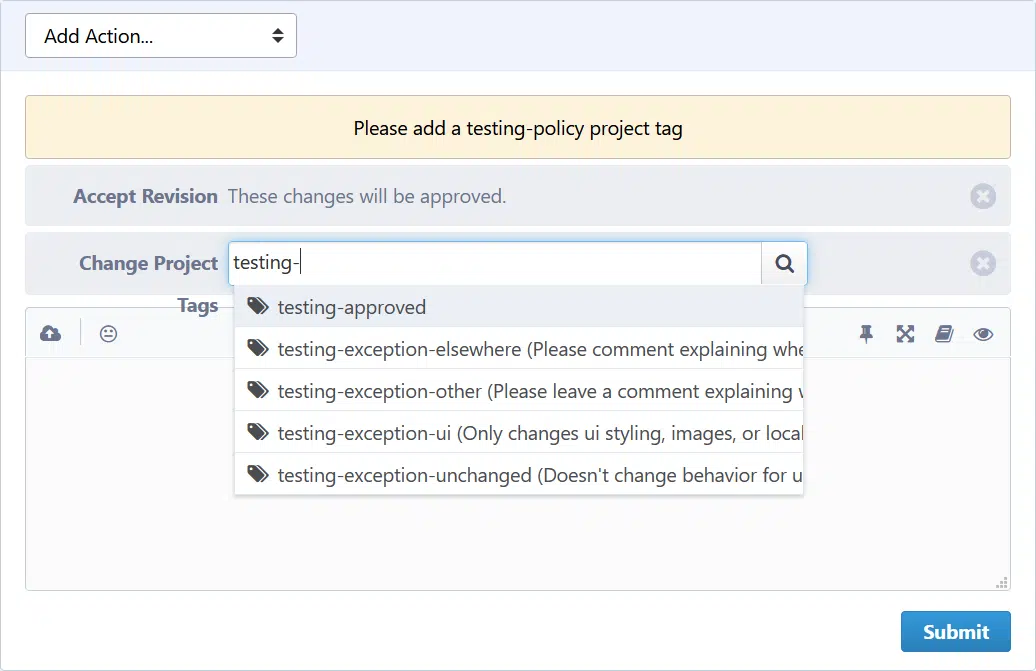 Add Action...
Please add a testing-policy project tag
Accept Revision These changes will be approved.
Change Project Tags
testing-
testing-approved
testing-exception-elsewhere (Please comment explaining whe
testing-exception-other (Please leave a comment explaining w
testing-exception-ui (Only changes ui styling, images, or local
testing-exception-unchanged (Doesn't change behavior for u
Submit